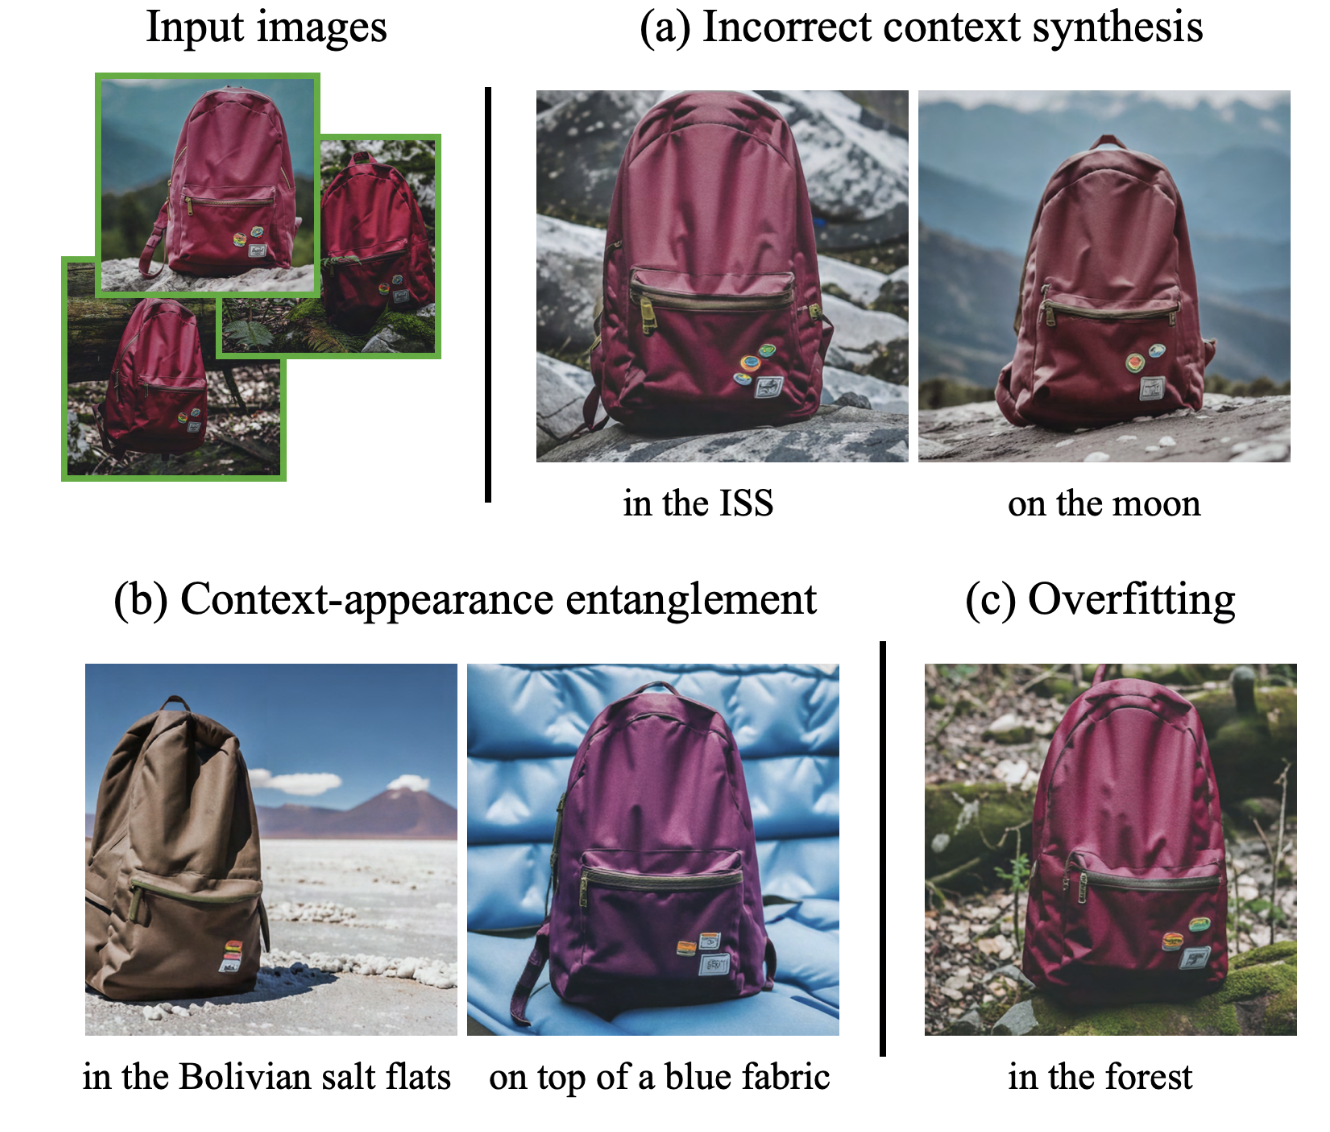 Input images
(a) Incorrect context synthesis
in the ISS
on the moon
(b) Context-appearance entanglement
(c) Overfitting
in the Bolivian salt flats
on top of a blue fabric
in the forest